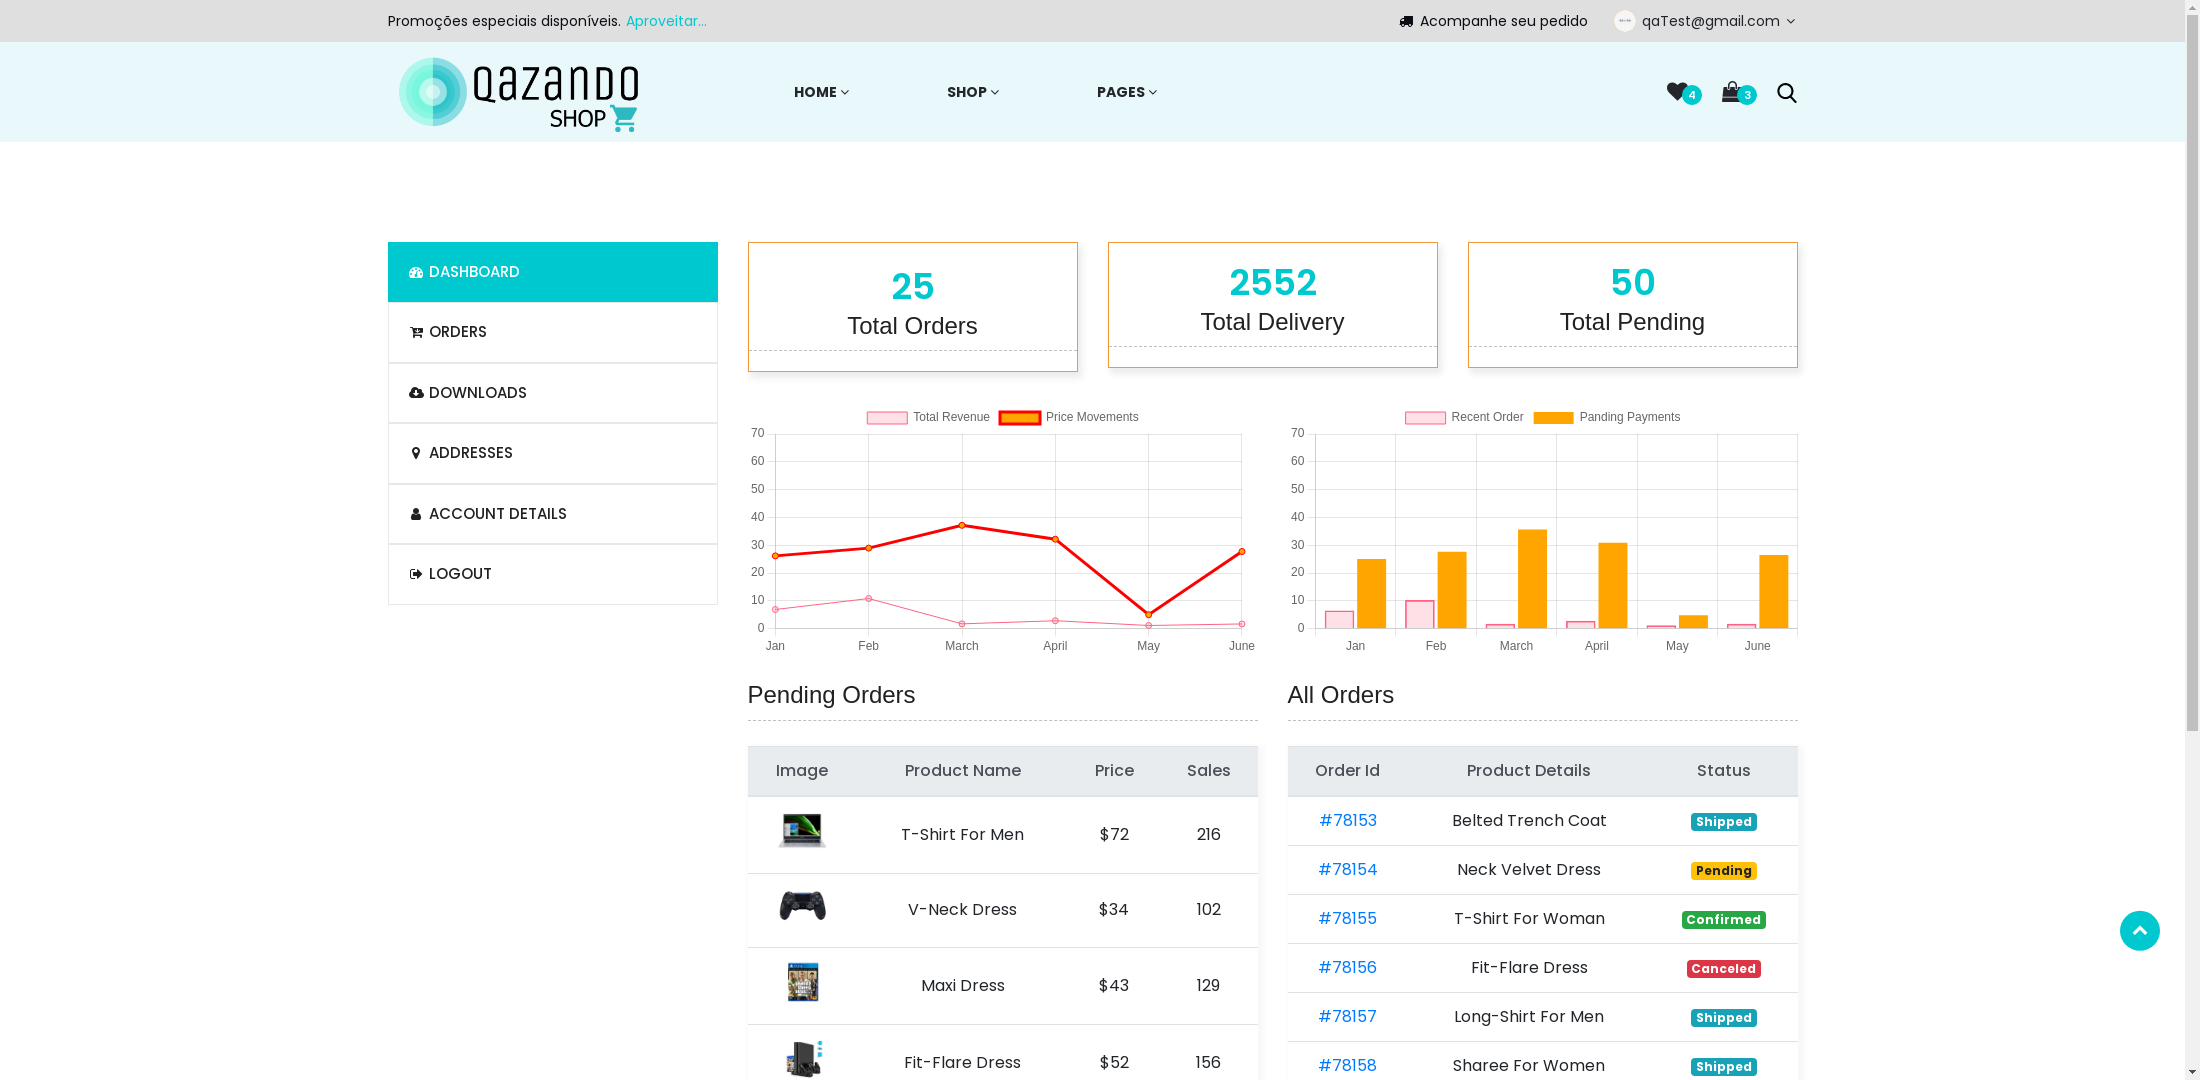 Promoções especiais disponíveis. Aproveitar...
Acompanhe seu pedido
qaTest@gmail.com
QAZANDO
SHOP
HOME
SHOP
PAGES
4
3
DASHBOARD
ORDERS
DOWNLOADS
ADDRESSES
ACCOUNT DETAILS
LOGOUT
25
Total Orders
2552
Total Delivery
50
Total Pending
Total Revenue Price Movements
70
60
50
40
30
20
10
0
Jan Feb March April May June
Recent Order Panding Payments
70
60
50
40
30
20
10
0
Jan Feb March April May June
Pending Orders
Image Product Name Price Sales
T-Shirt For Men $72 216
V-Neck Dress $34 102
Maxi Dress $43 129
Fit-Flare Dress $52 156
All Orders
Order Id Product Details Status
#78153 Belted Trench Coat Shipped
#78154 Neck Velvet Dress Pending
#78155 T-Shirt For Woman Confirmed
#78156 Fit-Flare Dress Canceled
#78157 Long-Shirt For Men Shipped
#78158 Sharee For Women Shipped